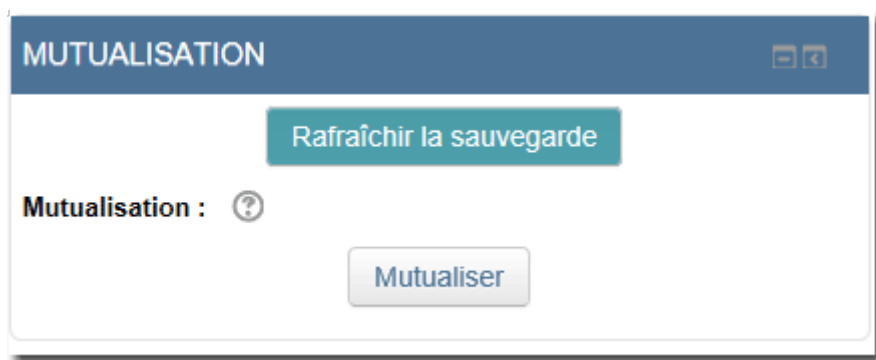 MUTUALISATION
Rafraîchir la sauvegarde
Mutualisation :
Mutualiser